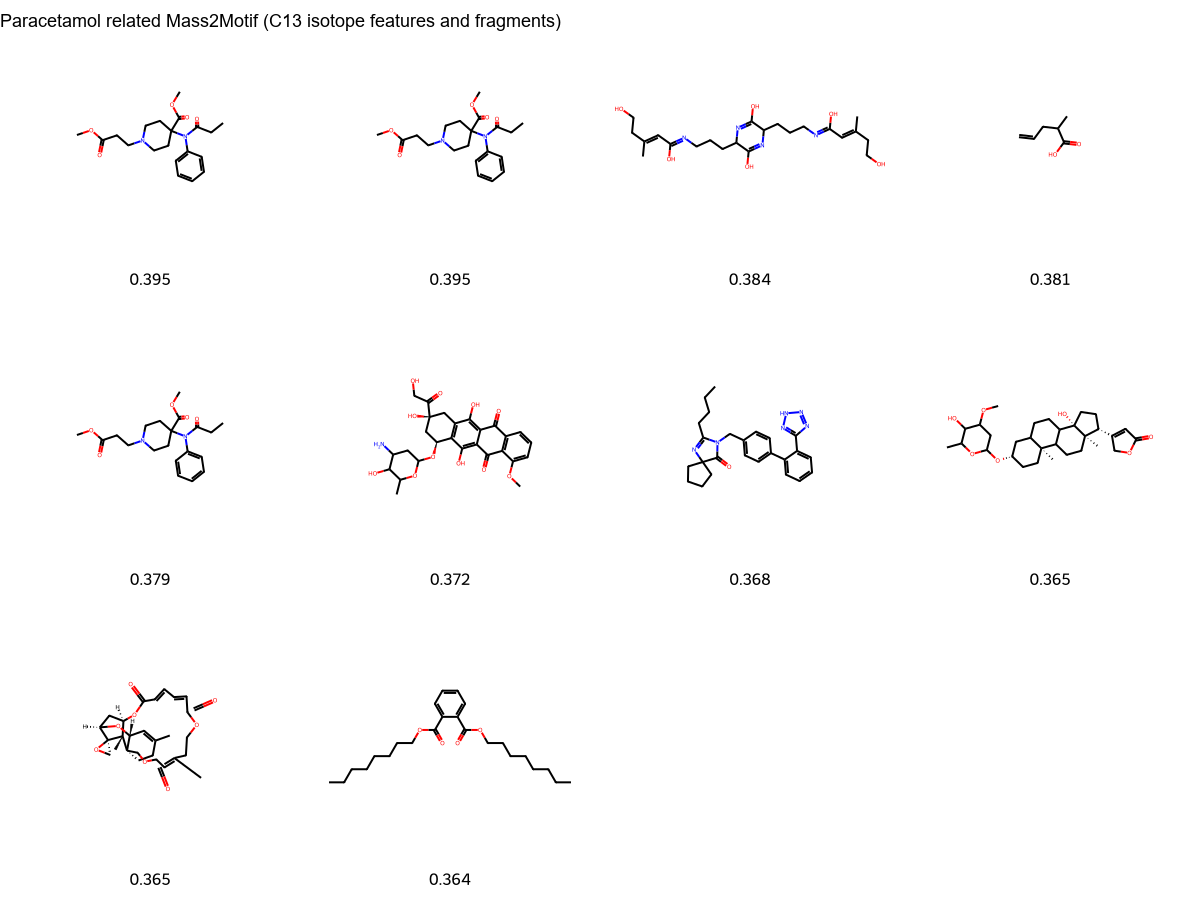 Paracetamol related Mass2Motif (C13 isotope features and fragments)
0.395 0.395 0.384 0.381
0.379 0.372 0.368 0.365
0.365 0.364